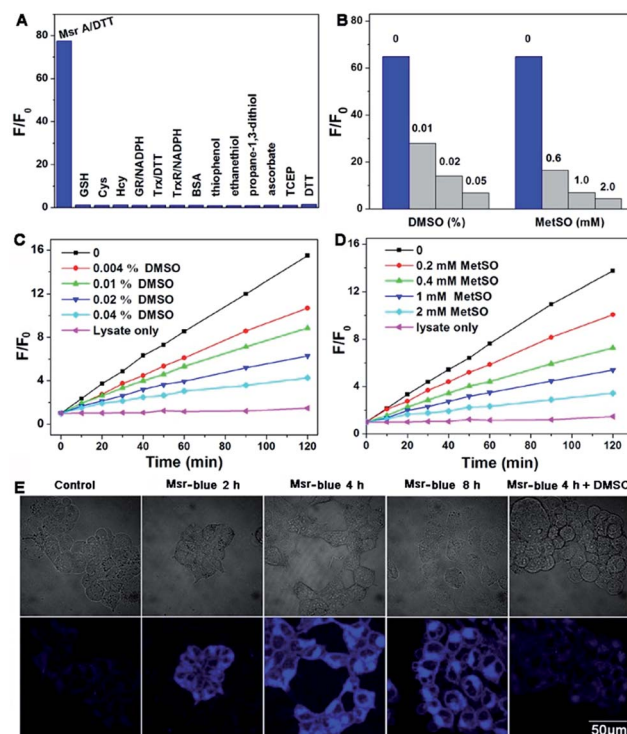 A
Msr A/DTT
80
60
40
20
0
F/F0
GSH
Cys
Hcy
GR/NADPH
Trx/DTT
TrxR/NADPH
BSA
thiophenol
ethanethiol
propane-1,3-dithiol
ascorbate
TCEP
DTT
B
80
60
40
20
0
F/F0
0
0.01
0.02
0.05
0
0.6
1.0
2.0
DMSO (%)
MetSO (mM)
C
16
12
8
4
0
F/F0
0
0.004 % DMSO
0.01 % DMSO
0.02 % DMSO
0.04 % DMSO
Lysate only
0 20 40 60 80 100 120
Time (min)
D
16
12
8
4
0
F/F0
0
0.2 mM MetSO
0.4 mM MetSO
1 mM MetSO
2 mM MetSO
lysate only
0 20 40 60 80 100 120
Time (min)
E
Control
Msr-blue 2 h
Msr-blue 4 h
Msr-blue 8 h
Msr-blue 4 h + DMSO
50μm